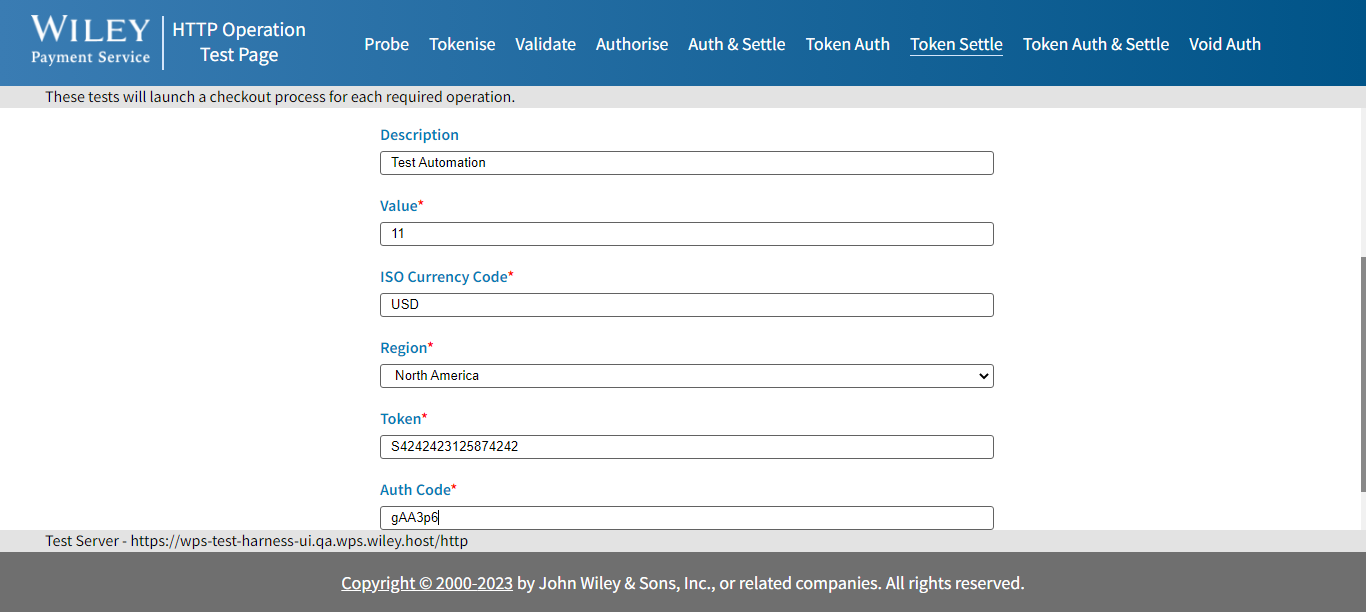 WILEY
Payment Service
HTTP Operation
Test Page
Probe Tokenise Validate Authorise Auth & Settle Token Auth Token Settle Token Auth & Settle Void Auth
These tests will launch a checkout process for each required operation.
Description
Test Automation
Value*
11
ISO Currency Code*
USD
Region*
North America
Token*
S4242423125874242
Auth Code*
gAA3p6
Test Server - https://wps-test-harness-ui.qa.wps.wiley.host/http
Copyright © 2000-2023 by John Wiley & Sons, Inc., or related companies. All rights reserved.